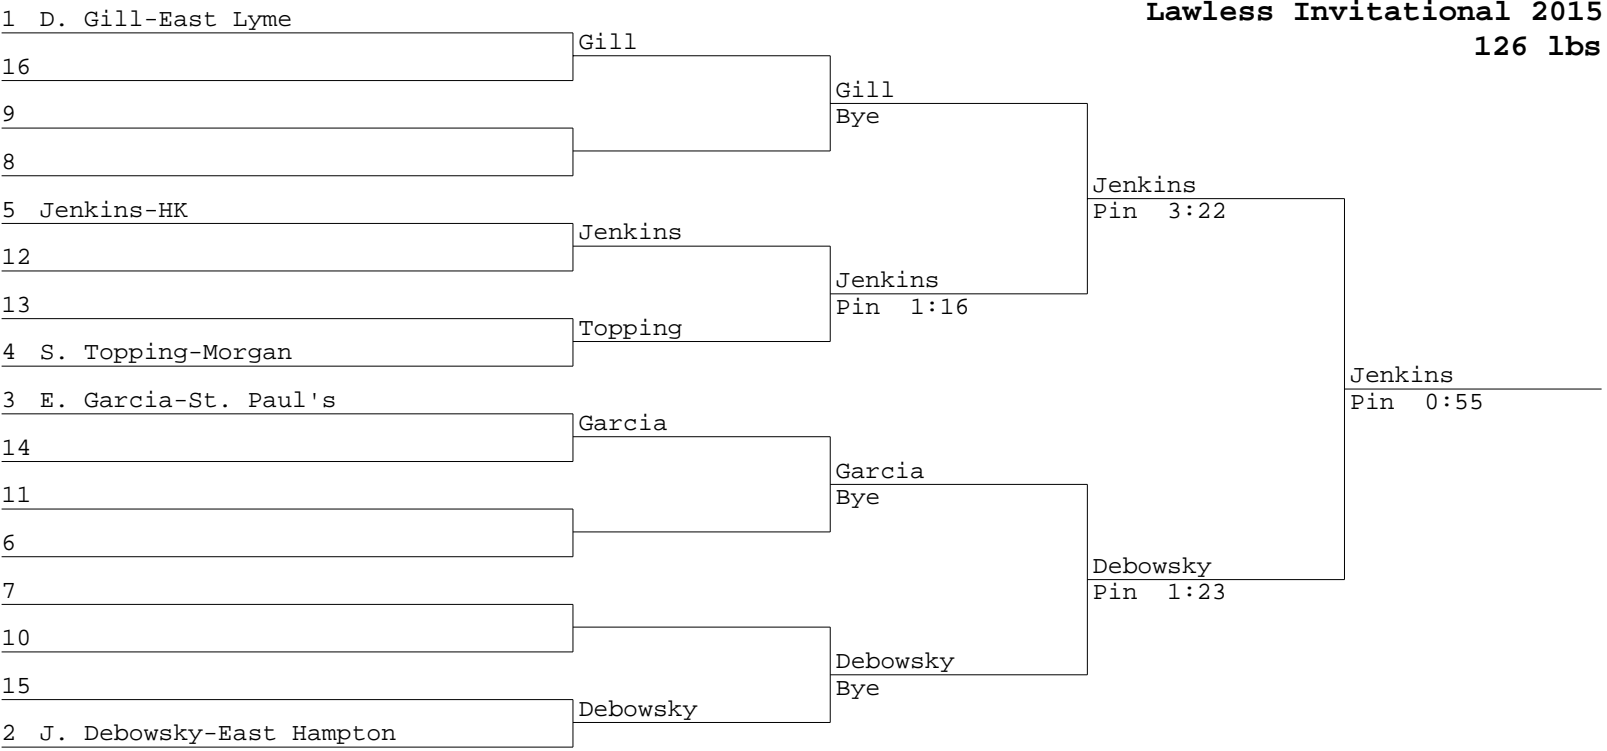 Lawless Invitational 2015
126 lbs
1 D. Gill-East Lyme
16
9
8
5 Jenkins-HK
12
13
4 S. Topping-Morgan
3 E. Garcia-St. Paul's
14
11
6
7
10
15
2 J. Debowsky-East Hampton
Gill
Jenkins
Topping
Garcia
Debowsky
Gill
Bye
Jenkins
Pin 1:16
Garcia
Bye
Debowsky
Bye
Jenkins
Pin 3:22
Debowsky
Pin 1:23
Jenkins
Pin 0:55